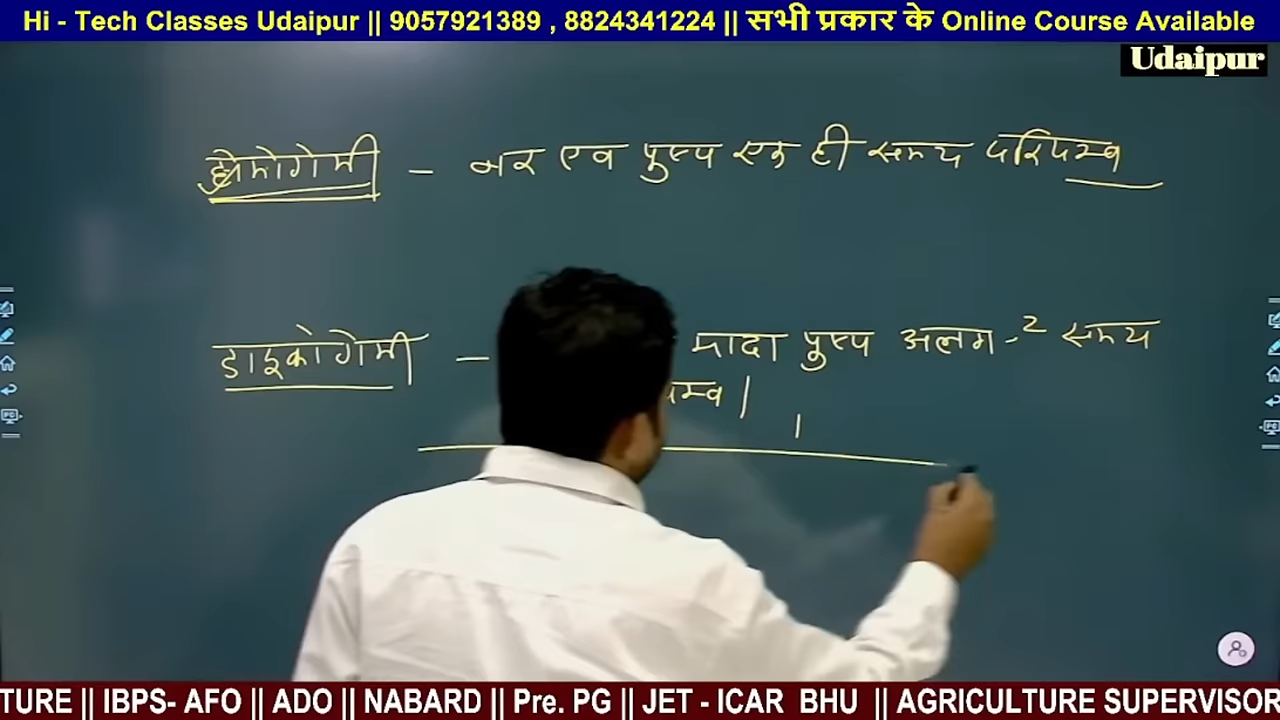 Hi - Tech Classes Udaipur || 9057921389 , 8824341224 || सभी प्रकार के Online Course Available
Udaipur
होमोगेमी - नर एव पुष्प एक ही समय परिपक्व
डाइकोगेमी - मादा पुष्प अलग-2 समय
पक्व |
TURE || IBPS- AFO || ADO || NABARD || Pre. PG || JET - ICAR BHU || AGRICULTURE SUPERVISOR